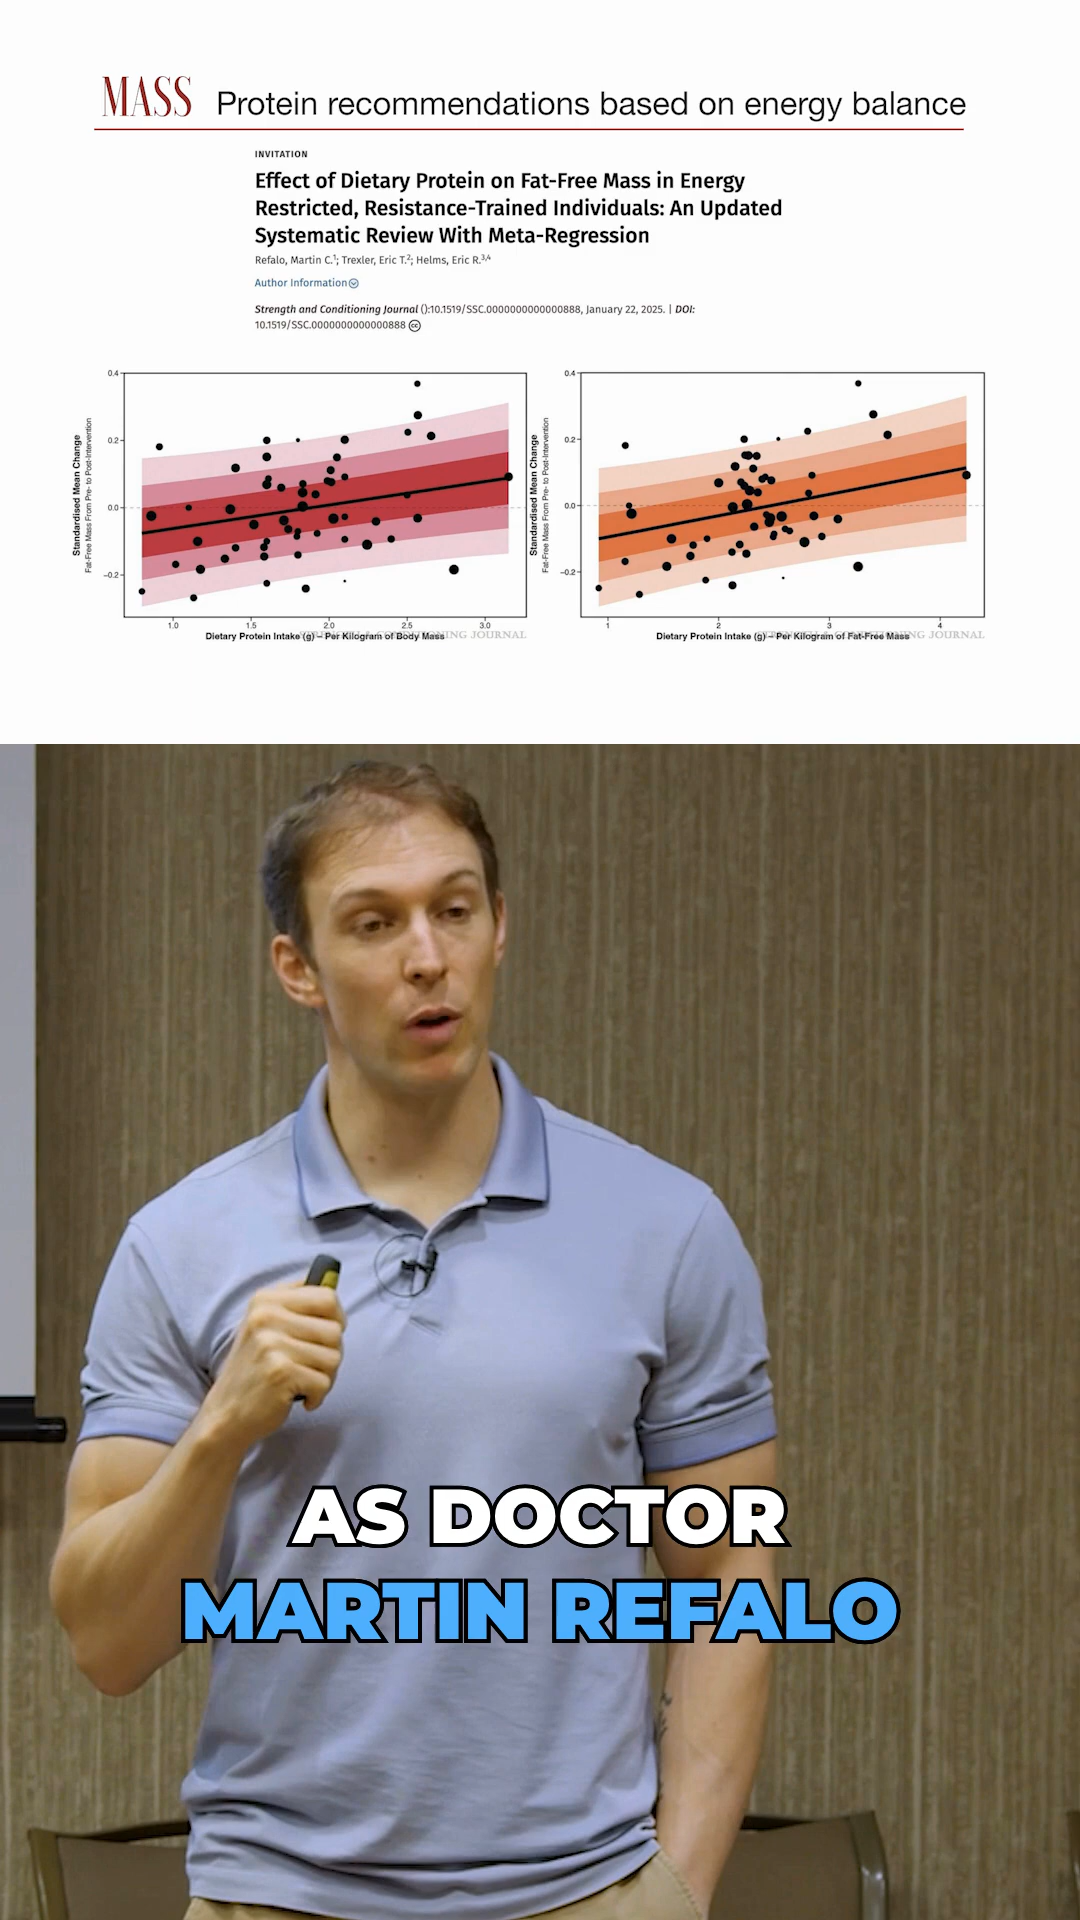 MASS Protein recommendations based on energy balance
INVITATION
Effect of Dietary Protein on Fat-Free Mass in Energy
Restricted, Resistance-Trained Individuals: An Updated
Systematic Review With Meta-Regression
Refalo, Martin C.1; Trexler, Eric T.2; Helms, Eric R.3,4
Author Information
Strength and Conditioning Journal ():10.1519/SSC.0000000000000888, January 22, 2025. | DOI:
10.1519/SSC.0000000000000888 cc
Standardised Mean Change
Fat-Free Mass From Pre- to Post-Intervention
0.4
0.2
0.0
−0.2
1.0 1.5 2.0 2.5 3.0
Dietary Protein Intake (g) – Per Kilogram of Body Mass
Standardised Mean Change
Fat-Free Mass From Pre- to Post-Intervention
0.4
0.2
0.0
−0.2
1 2 3 4
Dietary Protein Intake (g) – Per Kilogram of Fat-Free Mass
AS DOCTOR
MARTIN REFALO